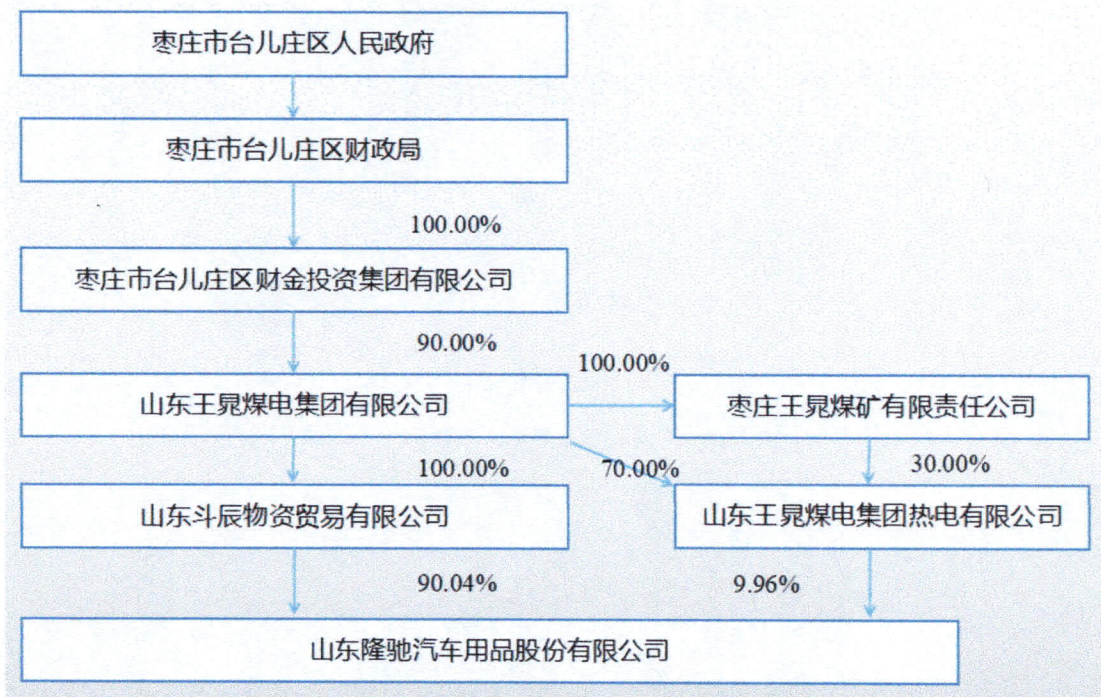 枣庄市台儿庄区人民政府
枣庄市台儿庄区财政局
100.00%
枣庄市台儿庄区财金投资集团有限公司
90.00%
100.00%
山东王晁煤电集团有限公司
枣庄王晁煤矿有限责任公司
100.00%
70.00%
30.00%
山东斗辰物资贸易有限公司
山东王晁煤电集团热电有限公司
90.04%
9.96%
山东隆驰汽车用品股份有限公司